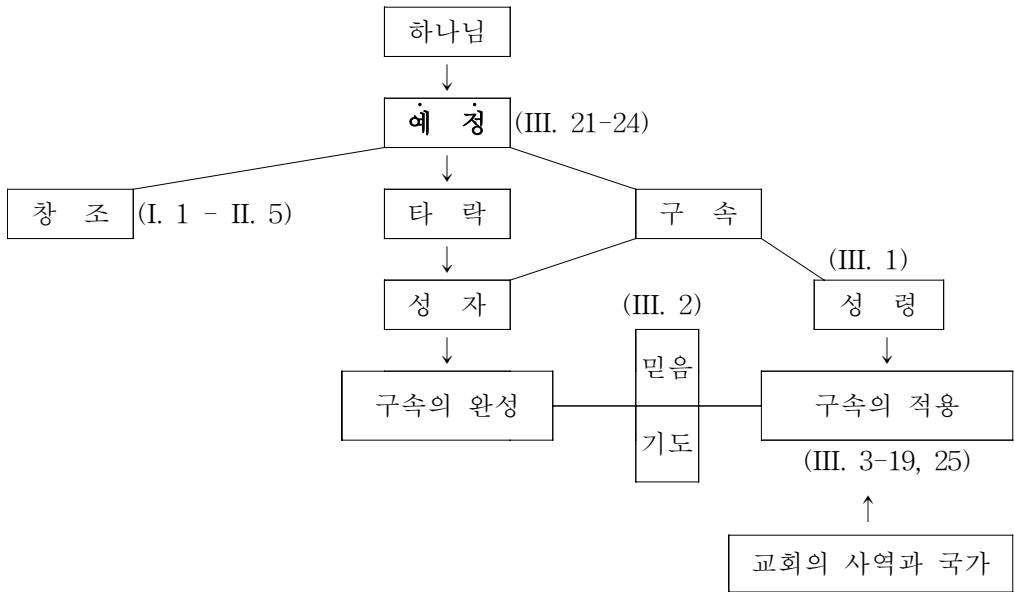 하나님
↓
예 정 (III. 21-24)
↓
창 조 (I. 1 - II. 5) 타 락 구 속
↓ (III. 1)
성 자 (III. 2) 성 령
↓ 믿음 ↓
구속의 완성 구속의 적용
기도
(III. 3-19, 25)
↑
교회의 사역과 국가